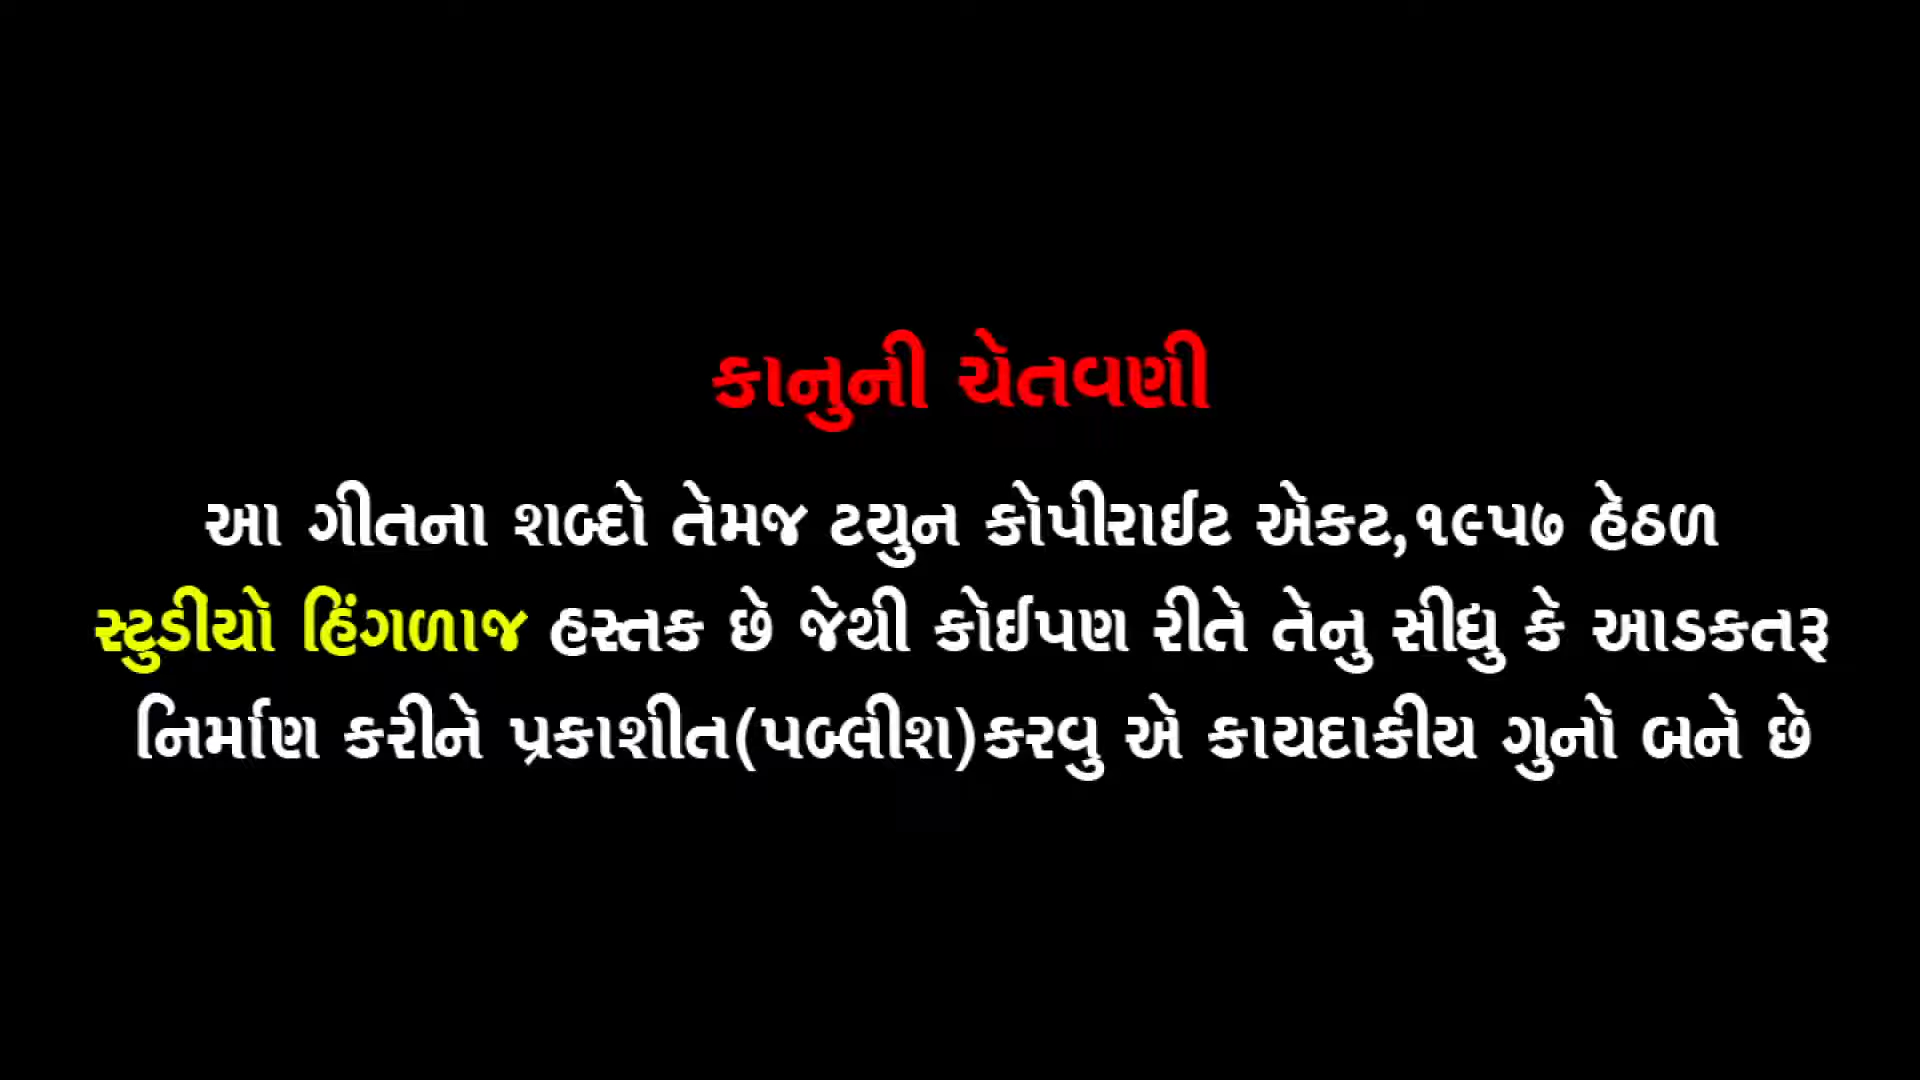 કાનુની ચેતવણી
આ ગીતના શબ્દો તેમજ ટયુન કોપીરાઈટ એકટ,૧૯૫૭ હેઠળ
સ્ટુડીયો હિંગળાજ હસ્તક છે જેથી કોઈપણ રીતે તેનુ સીધુ કે આડકતરૂ
નિર્માણ કરીને પ્રકાશીત(પબ્લીશ)કરવુ એ કાયદાકીય ગુનો બને છે